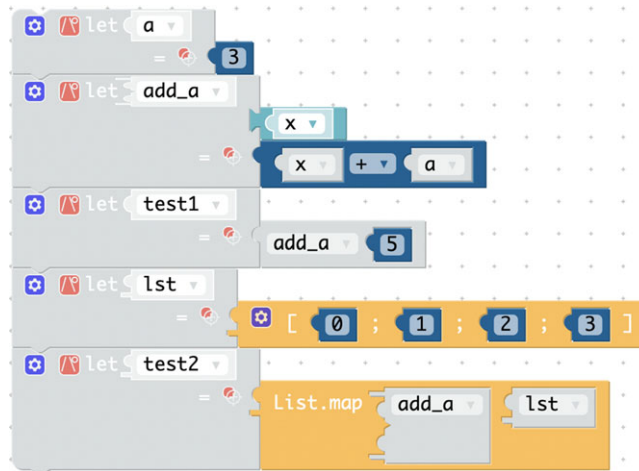 let a
= 3
let add_a
x
= x + a
let test1
= add_a 5
let lst
= [ 0 ; 1 ; 2 ; 3 ]
let test2
= List.map add_a lst